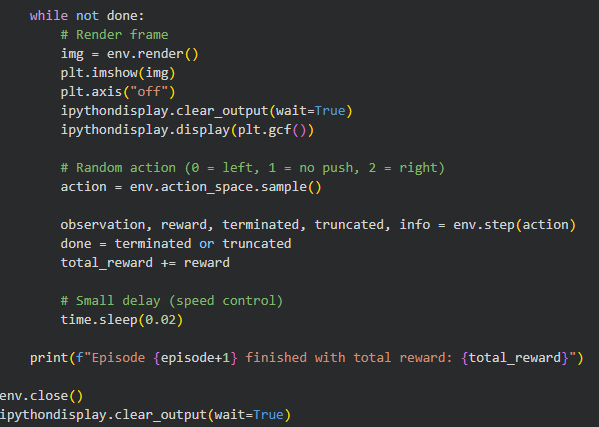 while not done:
# Render frame
img = env.render()
plt.imshow(img)
plt.axis("off")
ipythondisplay.clear_output(wait=True)
ipythondisplay.display(plt.gcf())
# Random action (0 = left, 1 = no push, 2 = right)
action = env.action_space.sample()
observation, reward, terminated, truncated, info = env.step(action)
done = terminated or truncated
total_reward += reward
# Small delay (speed control)
time.sleep(0.02)
print(f"Episode {episode+1} finished with total reward: {total_reward}")
env.close()
ipythondisplay.clear_output(wait=True)